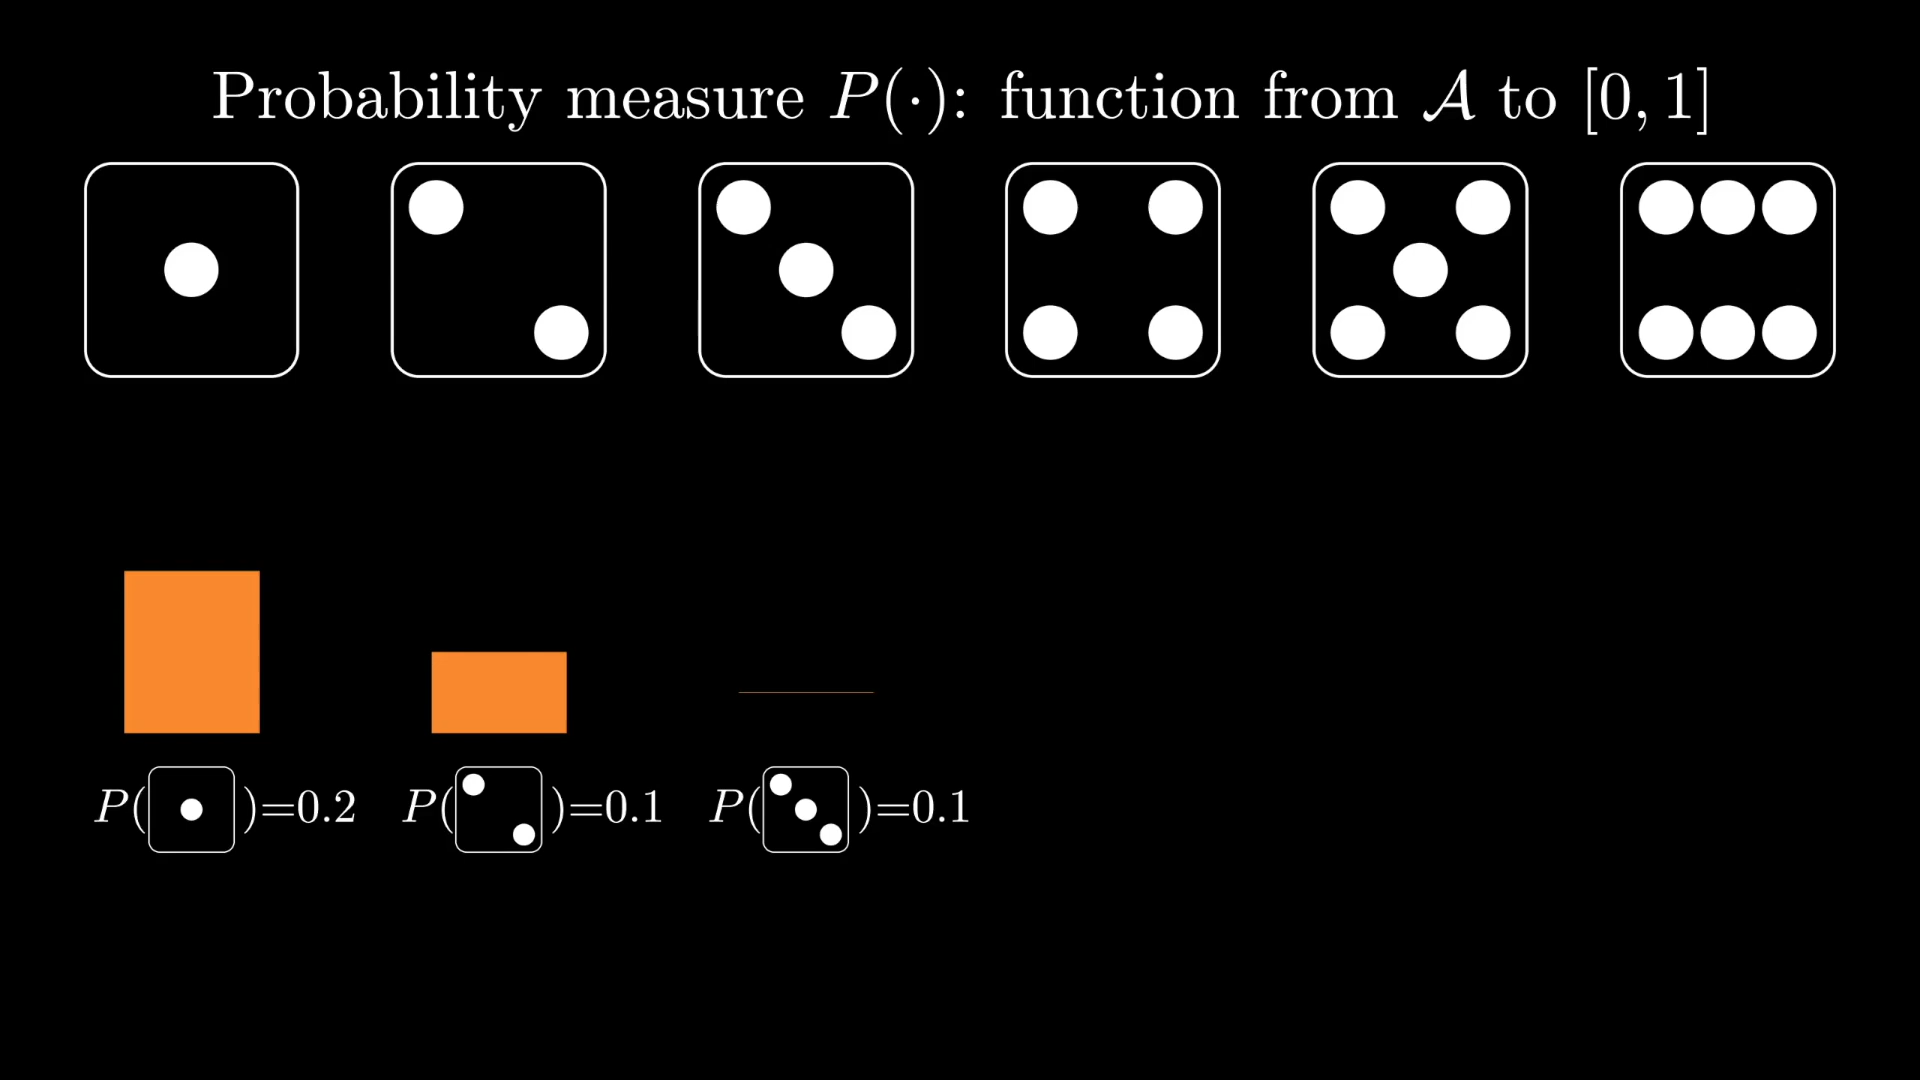 Probability measure P(·): function from 𝒜 to [0, 1]
P( )=0.2 P( )=0.1 P( )=0.1